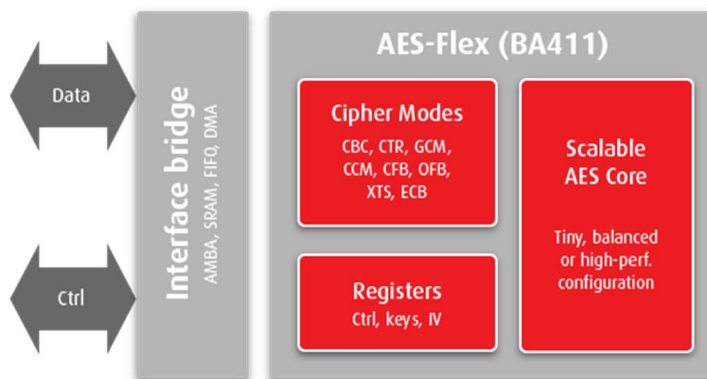 Data
Ctrl
Interface bridge
AMBA, SRAM, FIFO, DMA
AES-Flex (BA411)
Cipher Modes
CBC, CTR, GCM,
CCM, CFB, OFB,
XTS, ECB
Registers
Ctrl, keys, IV
Scalable
AES Core
Tiny, balanced
or high-perf.
configuration